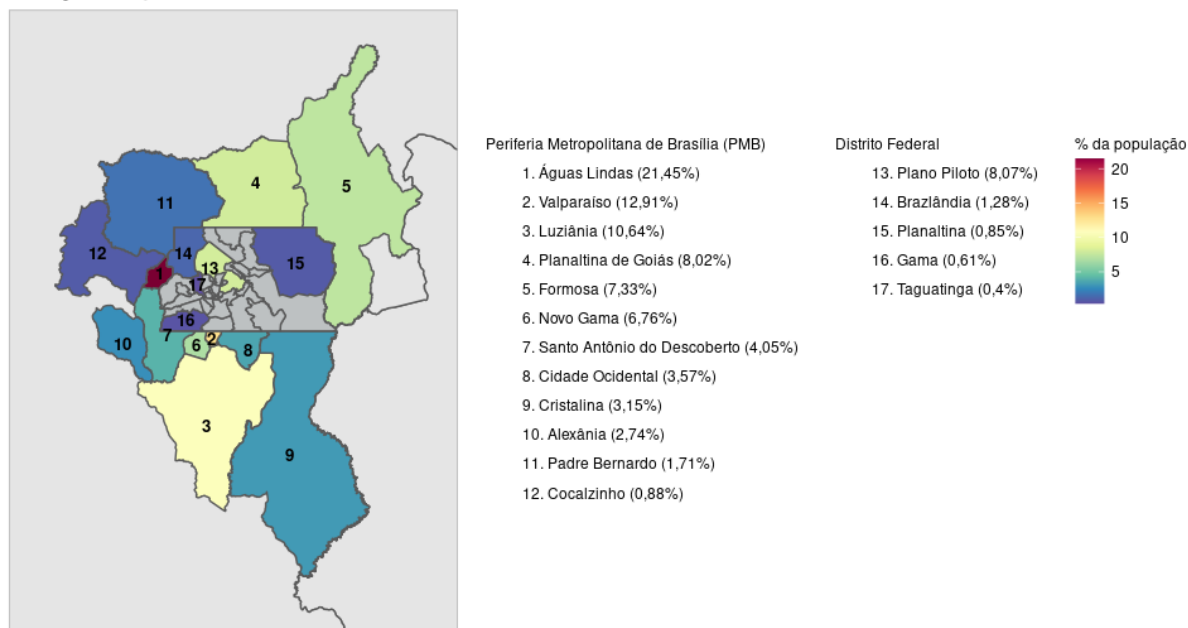 Periferia Metropolitana de Brasília (PMB)
1. Águas Lindas (21,45%)
2. Valparaíso (12,91%)
3. Luziânia (10,64%)
4. Planaltina de Goiás (8,02%)
5. Formosa (7,33%)
6. Novo Gama (6,76%)
7. Santo Antônio do Descoberto (4,05%)
8. Cidade Ocidental (3,57%)
9. Cristalina (3,15%)
10. Alexânia (2,74%)
11. Padre Bernardo (1,71%)
12. Cocalzinho (0,88%)
Distrito Federal
13. Plano Piloto (8,07%)
14. Brazlândia (1,28%)
15. Planaltina (0,85%)
16. Gama (0,61%)
17. Taguatinga (0,4%)
% da população
20
15
10
5
4
5
11
12
14
13
15
1
17
16
10
7
6
2
8
3
9